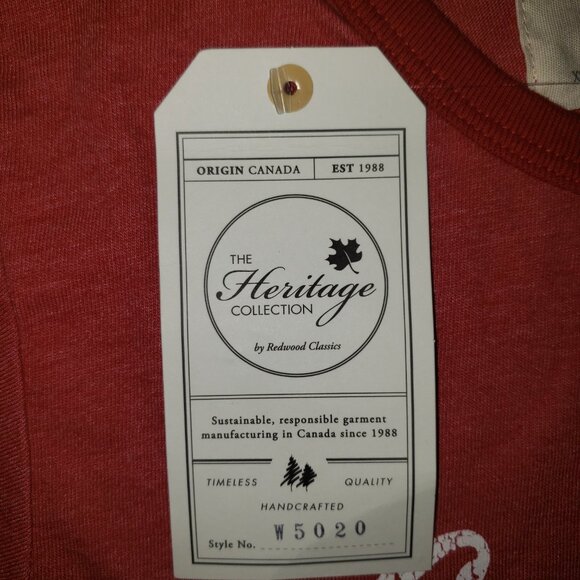 ORIGIN CANADA EST 1988
THE
Heritage
COLLECTION
by Redwood Classics
Sustainable, responsible garment
manufacturing in Canada since 1988
TIMELESS QUALITY
HANDCRAFTED
Style No. W5020